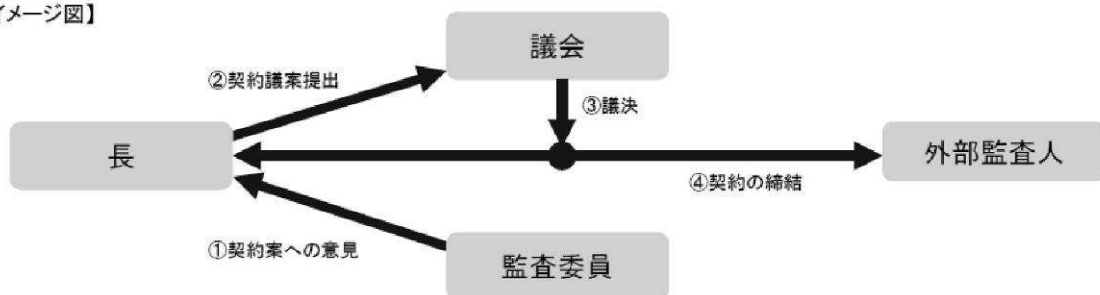 イメージ図】
議会
②契約議案提出
③議決
長
外部監査人
④契約の締結
①契約案への意見
監査委員